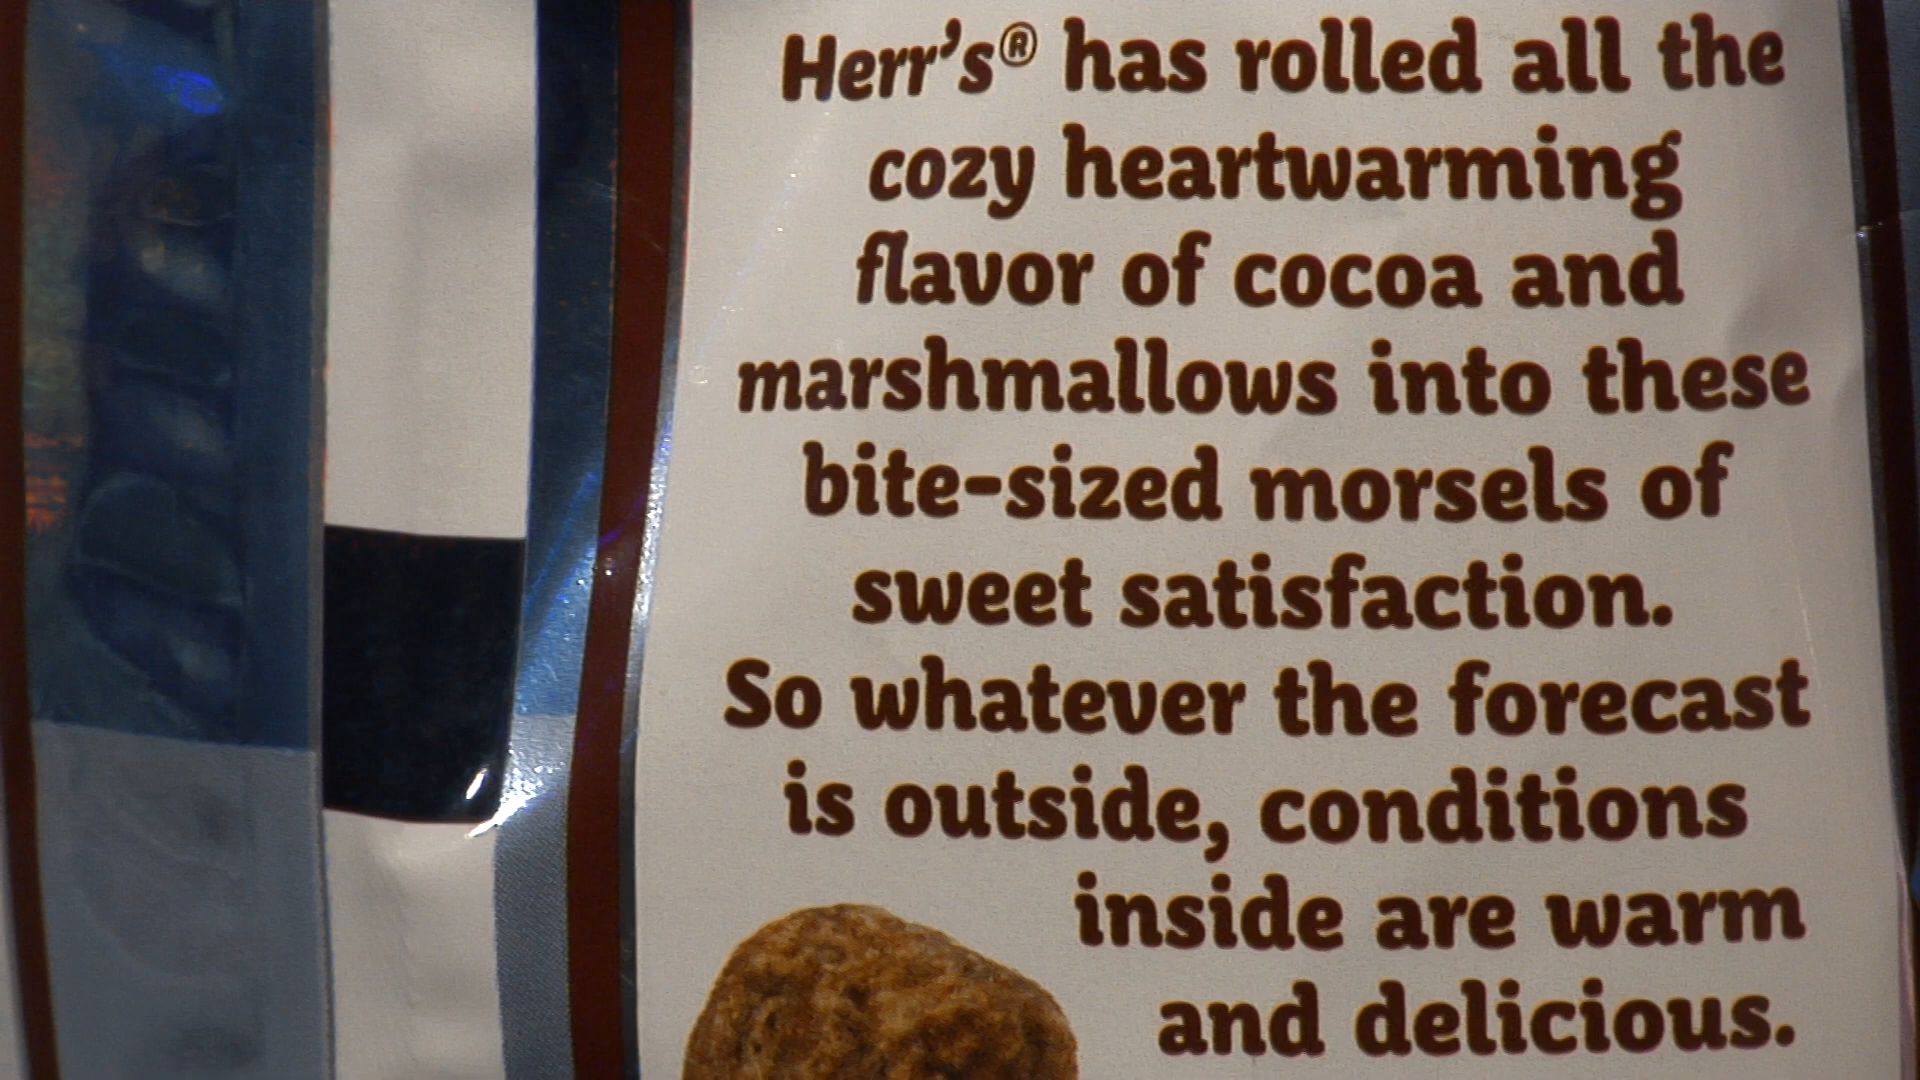 Herr's® has rolled all the
cozy heartwarming
flavor of cocoa and
marshmallows into these
bite-sized morsels of
sweet satisfaction.
So whatever the forecast
is outside, conditions
inside are warm
and delicious.